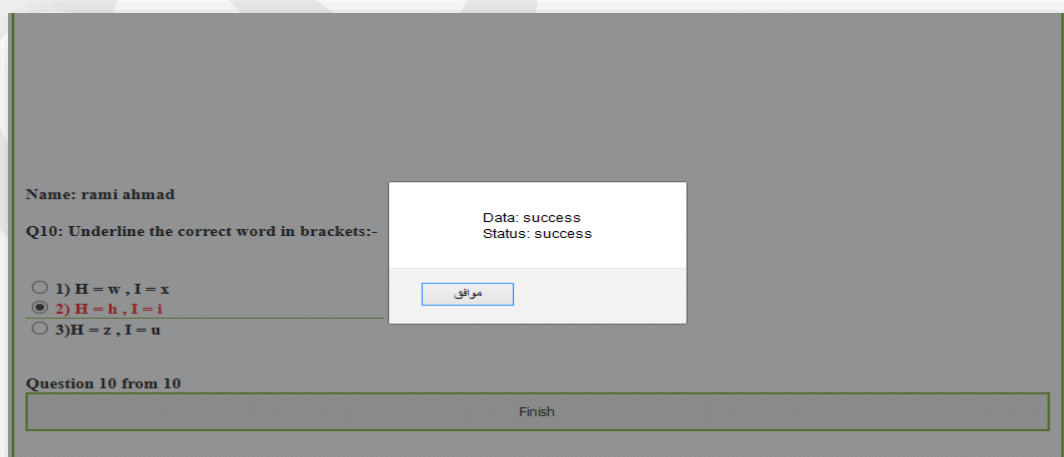 Name: rami ahmad
Q10: Underline the correct word in brackets:-
1) H = w , I = x
2) H = h , I = i
3)H = z , I = u
Question 10 from 10
Finish
Data: success
Status: success
موافق